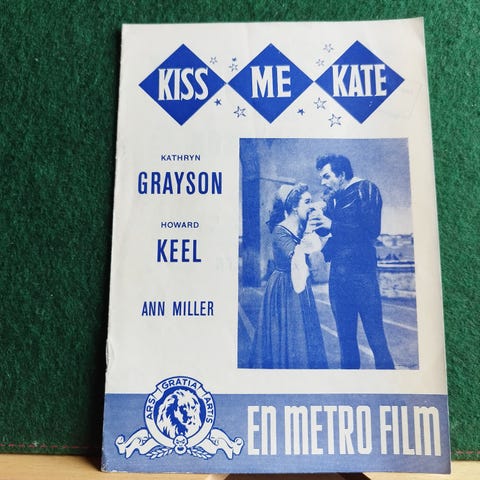 KISS ME KATE
KATHRYN
GRAYSON
HOWARD
KEEL
ANN MILLER
ARS GRATIA ARTIS
EN METRO FILM